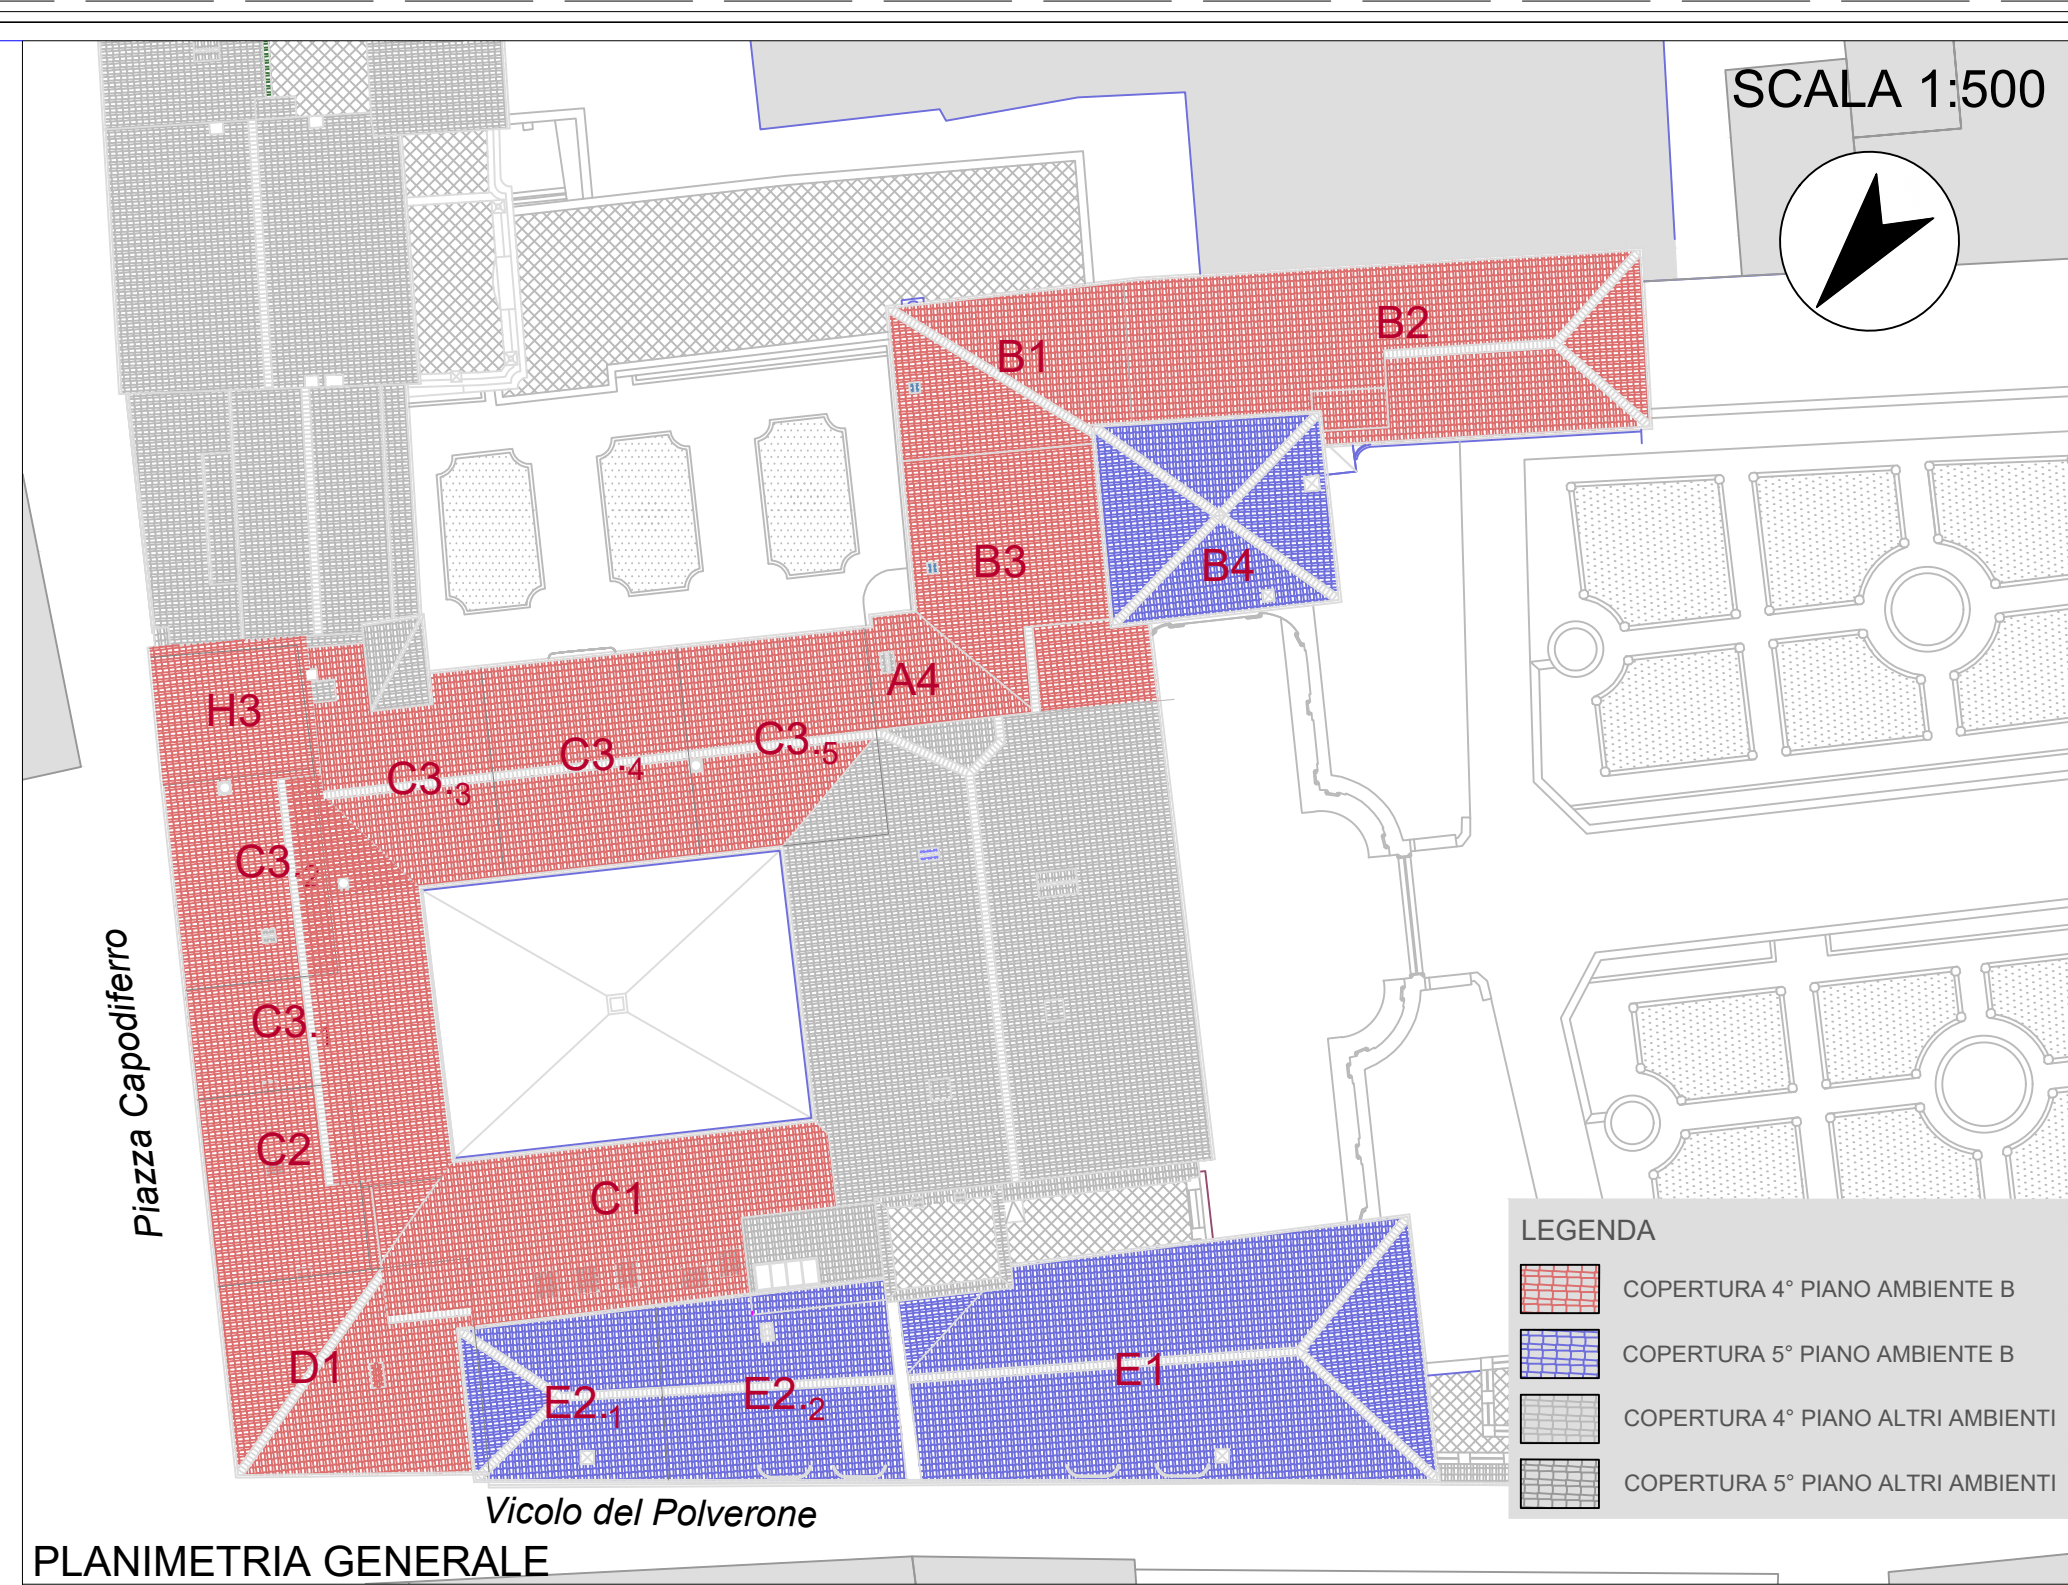 SCALA 1:500
B2
B1
B3
B4
A4
H3
C3.5
C3.4
C3.3
C3.2
C3.1
Piazza Capodiferro
C2
C1
D1
E1
E2.2
E2.1
LEGENDA
COPERTURA 4° PIANO AMBIENTE B
COPERTURA 5° PIANO AMBIENTE B
COPERTURA 4° PIANO ALTRI AMBIENTI
COPERTURA 5° PIANO ALTRI AMBIENTI
Vicolo del Polverone
PLANIMETRIA GENERALE